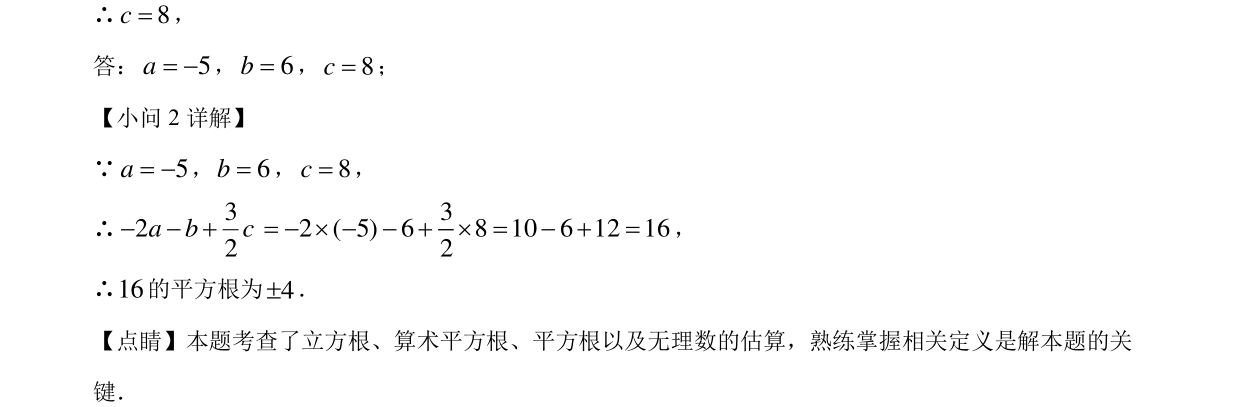 ∴ c = 8，
答：a = −5，b = 6，c = 8；
【小问 2 详解】
∵ a = −5，b = 6，c = 8，
∴ −2a − b + 3/2 c = −2×(−5) − 6 + 3/2 × 8 = 10 − 6 + 12 = 16，
∴ 16的平方根为±4．
【点睛】本题考查了立方根、算术平方根、平方根以及无理数的估算，熟练掌握相关定义是解本题的关
键．